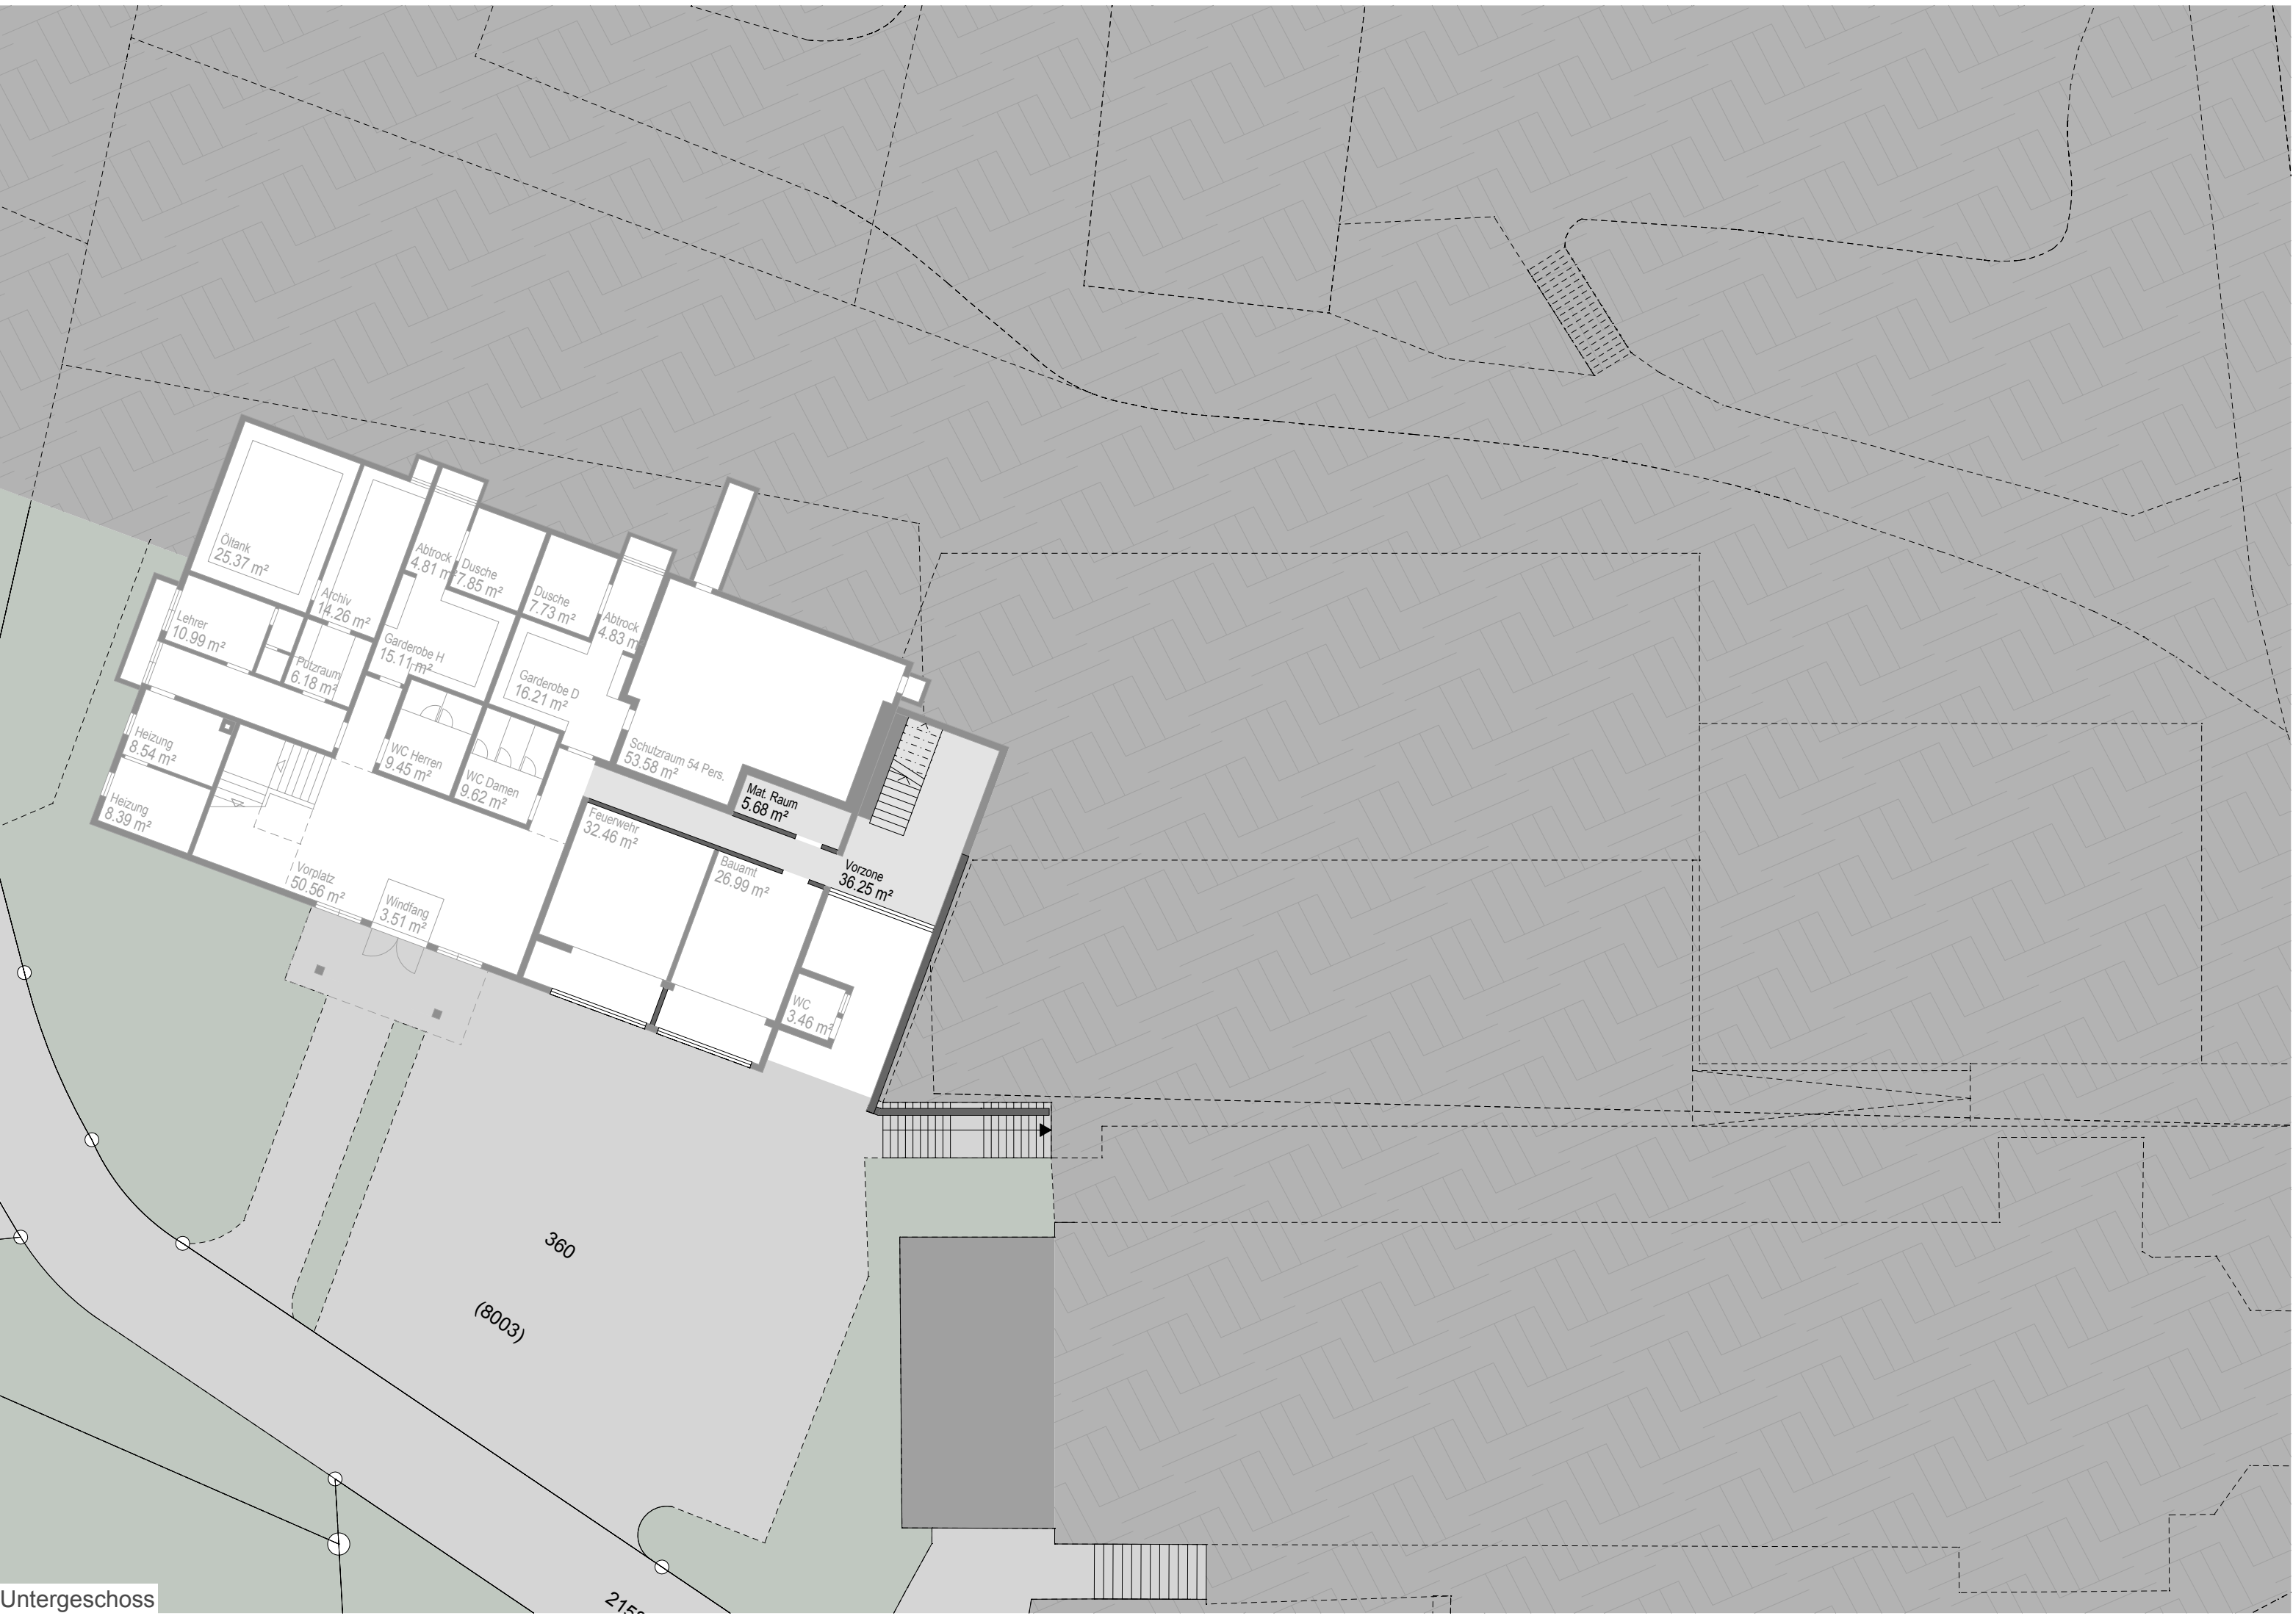 Öltank
25.37 m²
Archiv
14.26 m²
Abtrock
4.81 m²
Dusche
7.85 m²
Dusche
7.73 m²
Abtrock
4.83 m
Lehrer
10.99 m²
Putzraum
6.18 m²
Garderobe H
15.11 m²
Garderobe D
16.21 m²
Schutzraum 54 Pers.
53.58 m²
Heizung
8.54 m²
Heizung
8.39 m²
WC Herren
9.45 m²
WC Damen
9.62 m²
Mat. Raum
5.68 m²
Feuerwehr
32.46 m²
Bauamt
26.99 m²
Vorzone
36.25 m²
Vorplatz
50.56 m²
Windfang
3.51 m²
WC
3.46 m²
360
(8003)
Untergeschoss